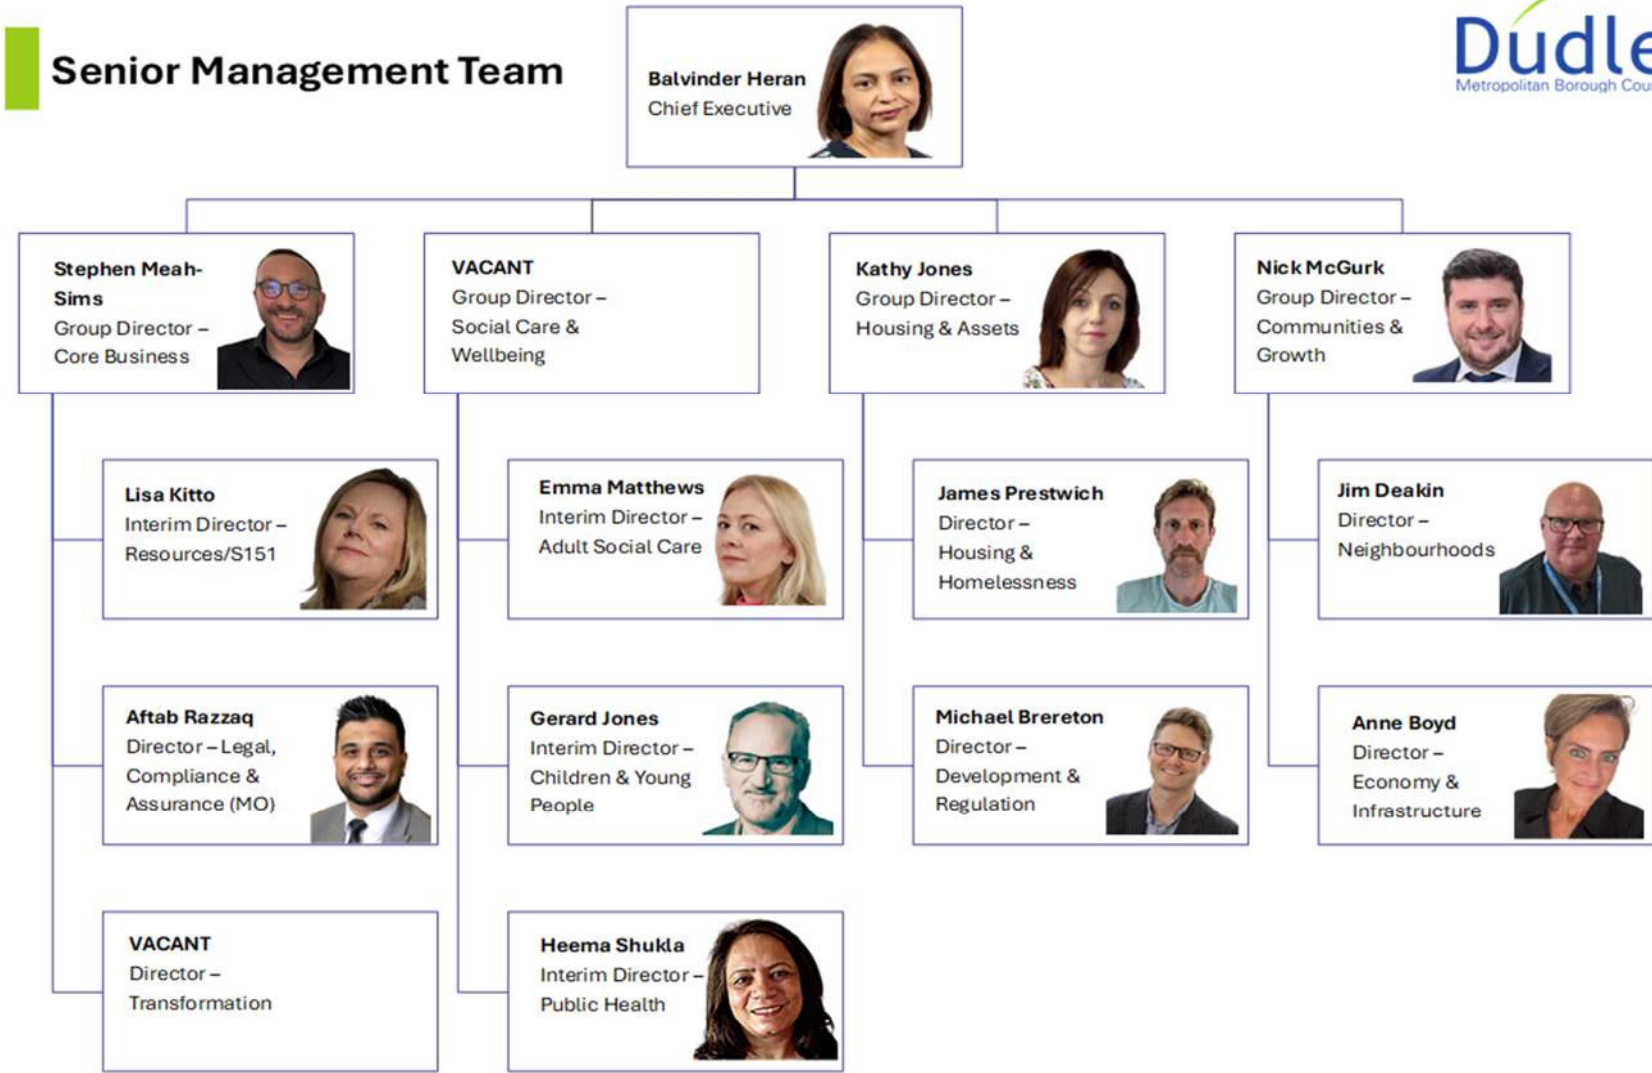 Senior Management Team
Balvinder Heran
Chief Executive
Dudle
Metropolitan Borough Cou
Stephen Meah-
Sims
Group Director –
Core Business
VACANT
Group Director –
Social Care &
Wellbeing
Kathy Jones
Group Director –
Housing & Assets
Nick McGurk
Group Director –
Communities &
Growth
Lisa Kitto
Interim Director –
Resources/S151
Emma Matthews
Interim Director –
Adult Social Care
James Prestwich
Director –
Housing &
Homelessness
Jim Deakin
Director –
Neighbourhoods
Aftab Razzaq
Director – Legal,
Compliance &
Assurance (MO)
Gerard Jones
Interim Director –
Children & Young
People
Michael Brereton
Director –
Development &
Regulation
Anne Boyd
Director –
Economy &
Infrastructure
VACANT
Director –
Transformation
Heema Shukla
Interim Director –
Public Health